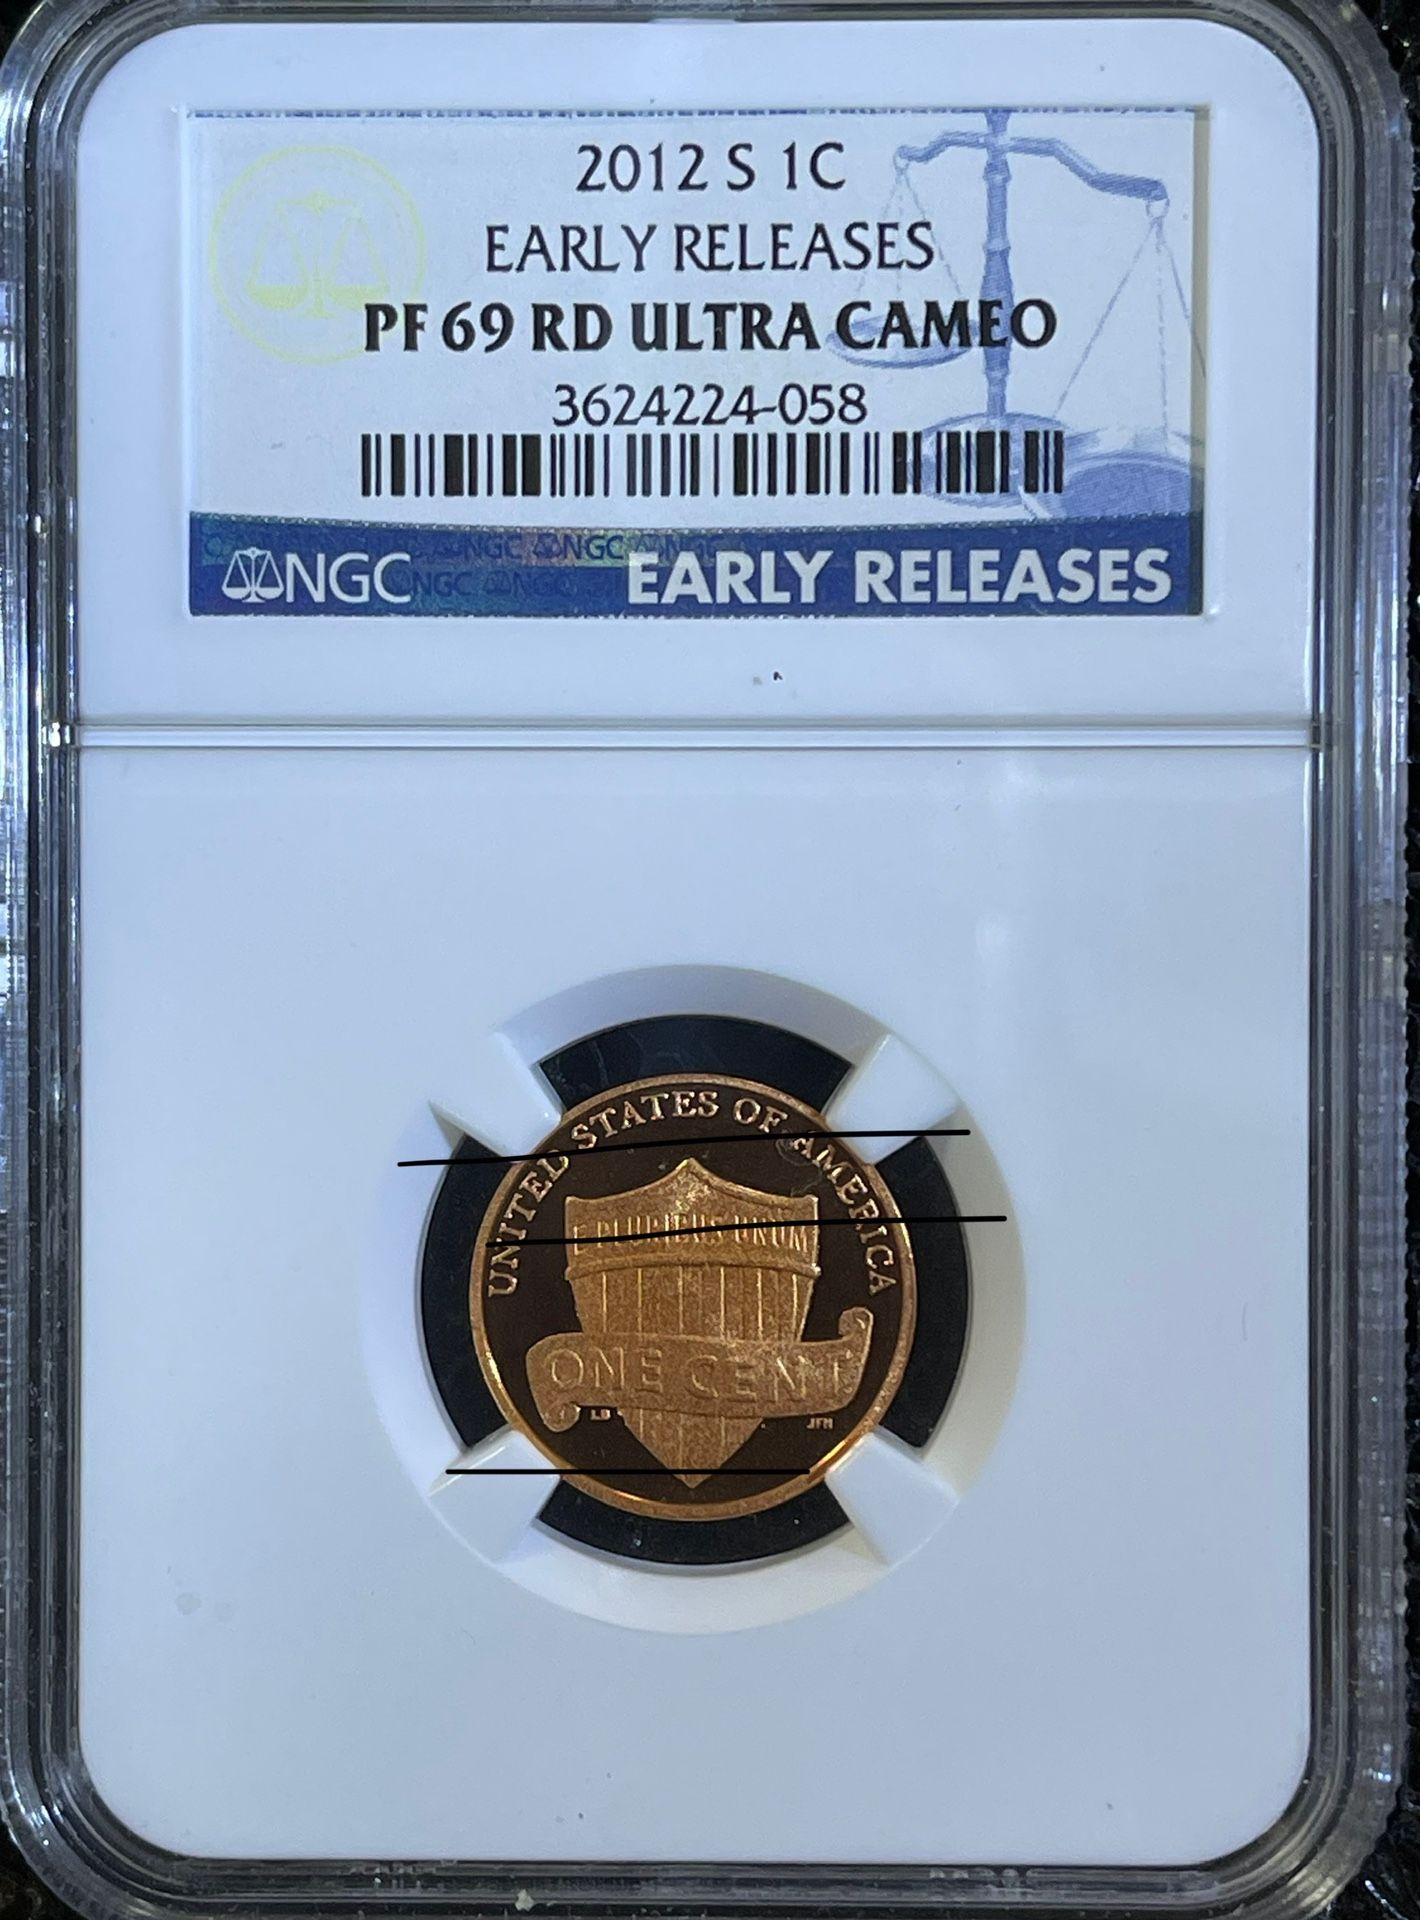 2012 S 1C
EARLY RELEASES
PF 69 RD ULTRA CAMEO
3624224-058
NGC EARLY RELEASES
UNITED STATES OF AMERICA
E PLURIBUS UNUM
ONE CENT
LB JFM